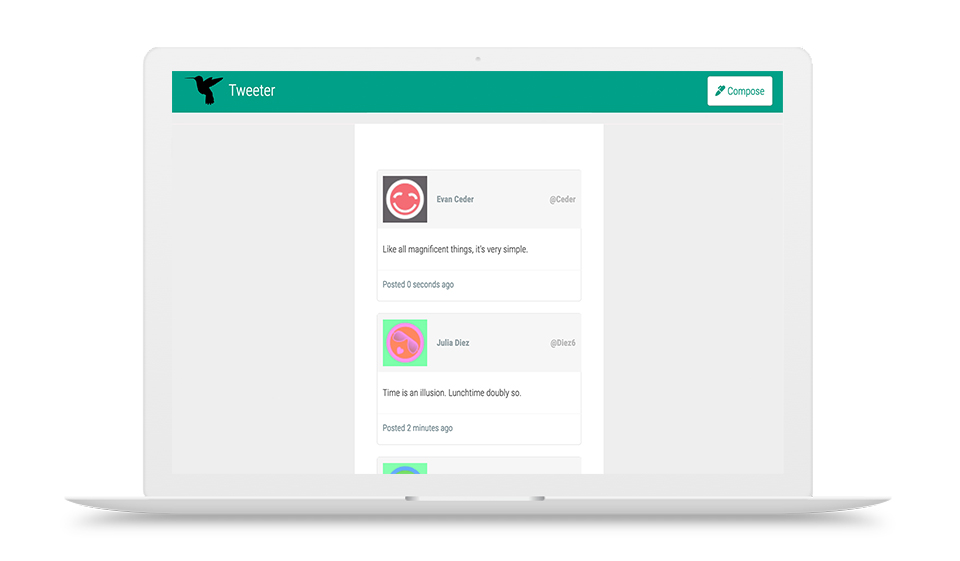 Tweeter
Compose
Evan Ceder
@Ceder
Like all magnificent things, it's very simple.
Posted 0 seconds ago
Julia Diez
@Diez6
Time is an illusion. Lunchtime doubly so.
Posted 2 minutes ago